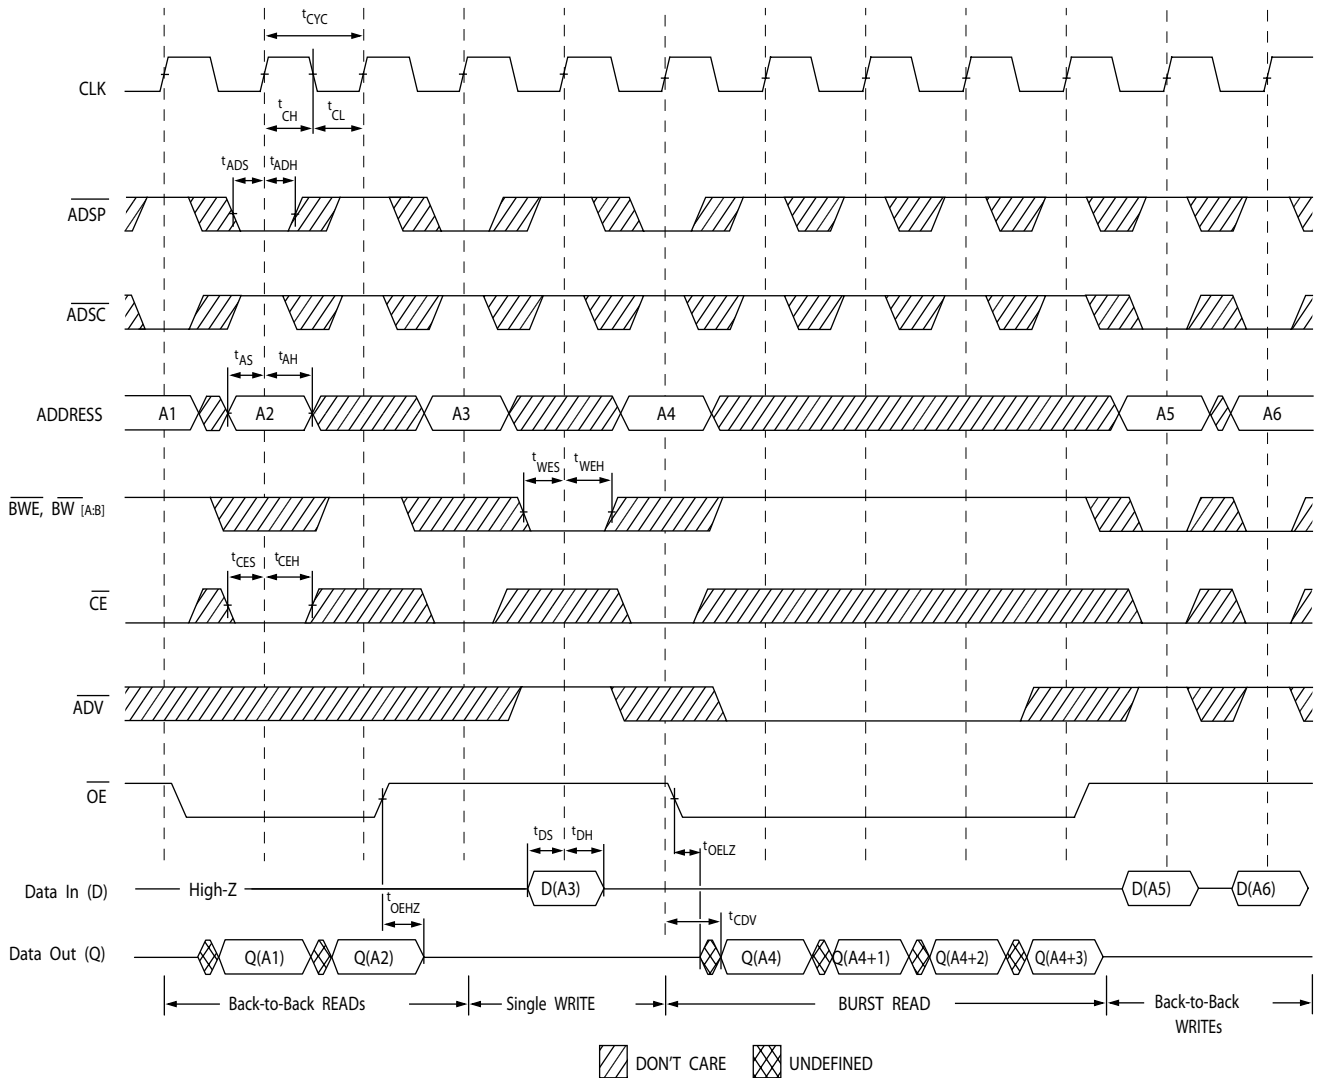 tCYC
CLK
tCH
tCL
tADS
tADH
ADSP
ADSC
tAS
tAH
ADDRESS
A1
A2
A3
A4
A5
A6
tWES
tWEH
BWE, BW [A:B]
tCES
tCEH
CE
ADV
OE
tDS
tDH
tOELZ
Data In (D)
High-Z
D(A3)
D(A5)
D(A6)
tOEHZ
tCDV
Data Out (Q)
Q(A1)
Q(A2)
Q(A4)
Q(A4+1)
Q(A4+2)
Q(A4+3)
Back-to-Back READs
Single WRITE
BURST READ
Back-to-Back
WRITEs
DON'T CARE
UNDEFINED